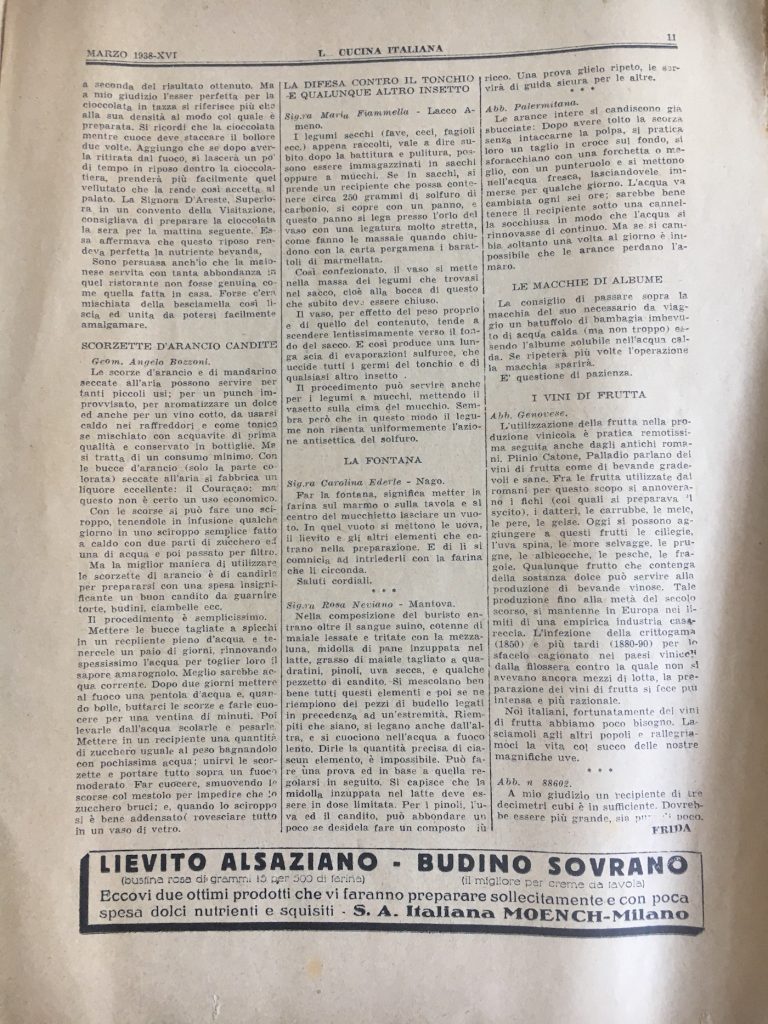 MARZO 1938-XVI
L CUCINA ITALIANA
11
a seconda del risultato ottenuto. Ma
a mio giudizio l'esser perfetta per la
cioccolata in tazza si riferisce più che
alla sua densità al modo col quale è
preparata. Si ricordi che la cioccolata
mentre cuoce deve staccare il bollore
due volte. Aggiungo che se dopo aver-
la ritirata dal fuoco, si lascerà un po'
di tempo in riposo dentro la cioccola-
tiera, prenderà più facilmente quel
vellutato che la rende così accetta al
palato. La Signora D'Areste, Superio-
ra in un convento della Visitazione,
consigliava di preparare la cioccolata
la sera per la mattina seguente. Es-
sa affermava che questo riposo ren-
deva perfetta la nutriente bevanda,
Sono persuasa anch'io che la maio-
nese servita con tanta abbondanza in
quel ristorante non fosse genuina co-
me quella fatta in casa. Forse c'era
mischiata della besciamella così li-
scia ed unita da potersi facilmente
amalgamare.
SCORZETTE D'ARANCIO CANDITE
Geom. Angelo Bozzoni.
Le scorze d'arancio e di mandarino
seccate all'aria possono servire per
tanti piccoli usi; per un punch im-
provvisato, per aromatizzare un dolce
ed anche per un vino cotto, da usarsi
caldo nei raffreddori e come tonico
se mischiato con acquavite di prima
qualità e conservato in bottiglie. Ma
si tratta di un consumo minimo. Con
le bucce d'arancio (solo la parte co-
lorata) seccate all'aria si fabbrica un
liquore eccellente: il Couraçao; ma
questo non è certo un uso economico.
Con le scorse si può fare uno sci-
roppo, tenendole in infusione qualche
giorno in uno sciroppo semplice fatto
a caldo con due parti di zucchero ed
una di acqua e poi passato per filtro.
Ma la miglior maniera di utilizzare
le scorzette di arancio è di candirle
per prepararsi con una spesa insigni-
ficante un buon candito da guarnire
torte, budini, ciambelle ecc.
Il procedimento è semplicissimo.
Mettere le bucce tagliate a spicchi
in un recpliente pieno d'acqua e te-
nercele un paio di giorni, rinnovando
spessissimo l'acqua per toglier loro il
sapore amarognolo. Meglio sarebbe ac-
qua corrente. Dopo due giorni mettete
al fuoco una pentola d'acqua e, quan-
do bolle, buttarci le scorze e farle cuo-
cere per una ventina di minuti. Poi
levarle dall'acqua scolarle e pesarle.
Mettere in un recipiente una quantità
di zucchero uguale al peso bagnandolo
con pochissima acqua; unirvi le scor-
zette e portare tutto sopra un fuoco
moderato Far cuocere, smuovendo le
scorse col mestolo per impedire che lo
zucchero bruci; e, quando lo sciroppo
si è bene addensato( rovesciare tutto
in un vaso di vetro.
LA DIFESA CONTRO IL TONCHIO
E QUALUNQUE ALTRO INSETTO
Sig.ra Maria Fiammella - Lacco A-
meno.
I legumi secchi (fave, ceci, fagioli
ecc.) appena raccolti, vale a dire su-
bito dopo la battitura e pulitura, pos-
sono essere immagazzinati in sacchi
oppure a mucchi. Se in sacchi, si
prende un recipiente che possa conte-
nere circa 250 grammi di solfuro di
carbonio, si copre con un panno, e
questo panno si lega presso l'orlo del
vaso con una legatura molto stretta,
come fanno le massaie quando chiu-
dono con la carta pergamena i barat-
toli di marmellata.
Così confezionato, il vaso si mette
nella massa dei legumi che trovasi
nel sacco, cioè alla bocca di questo
che subito deve essere chiuso.
Il vaso, per effetto del peso proprio
e di quello del contenuto, tende a
scendere lentissimamente verso il fon-
do del sacco. E così produce una lun-
ga scia di evaporazioni sulfuree, che
uccide tutti i germi del tonchio e di
qualsiasi altro insetto.
Il procedimento può servire anche
per i legumi a mucchi, mettendo il
vasetto sulla cima del mucchio. Sem-
bra però che in questo modo il legu-
me non risenta uniformemente l'azio-
ne antisettica del solfuro.
LA FONTANA
Sig.ra Carolina Ederle - Nago.
Far la fontana, significa metter la
farina sul marmo o sulla tavola e al
centro del mucchietto lasciare un vuo-
to. In quel vuoto si mettono le uova,
il lievito e gli altri elementi che en-
trano nella preparazione. E di lì si
comnicia ad intriederli con la farina
che li circonda.
Saluti cordiali.
* * *
Sig.ra Rosa Neviano - Mantova.
Nella composizione del buristo en-
trano oltre il sangue suino, cotenne di
maiale lessate e tritate con la mezza-
luna, midolla di pane inzuppata nel
latte, grasso di maiale tagliato a qua-
dratini, pinoli, uva secca, e qualche
pezzetto di candito. Si mescolano ben
bene tutti questi elementi e poi se ne
riempiono dei pezzi di budello legati
in precedenza ad un'estremità. Riempi-
ti che siano, si legano anche dall'al-
tra, e si cuociono nell'acqua a fuoco
lento. Dirle la quantità precisa di cia-
scun elemento, è impossibile. Può fa-
re una prova ed in base a quella re-
golarsi in seguito. Si capisce che la
midolla inzuppata nel latte deve es-
sere in dose limitata. Per i pinoli, l'u-
va ed il candito, può abbondare un
poco se desidela fare un composto iù
ricco. Una prova glielo ripeto, le ser-
virà di guida sicura per le altre.
* * *
Abb. Palermitana.
Le arance intere si candiscono già
sbucciate: Dopo avere tolto la scorza
senza intaccarne la polpa, si pratica
loro un taglio in croce sul fondo, si
sforacchiano con una forchetta o me-
glio, con un punteruolo e si mettono
nell'acqua fresca, lasciandovele im-
merse per qualche giorno. L'acqua va
cambiata ogni sei ore; sarebbe bene
tenere il recipiente sotto una cannel-
la socchiusa in modo che l'acqua si
rinnovasse di continuo. Ma se si cam-
bia soltanto una volta al giorno è im-
possibile che le arance perdano l'a-
maro.
LE MACCHIE DI ALBUME
La consiglio di passare sopra la
macchia del suo necessario da viag-
gio un batuffolo di bambagia imbevu-
to di acqua calda (ma non troppo) es-
sendo l'albume solubile nell'acqua cal-
da. Se ripeterà più volte l'operazione
la macchia sparirà.
E' questione di pazienza.
I VINI DI FRUTTA
Abb. Genovese.
L'utilizzazione della frutta nella pro-
duzione vinicola è pratica remotissi-
ma seguita anche dagli antichi roma-
ni. Plinio Catone, Palladio parlano dei
vini di frutta come di bevande grade-
voli e sane. Fra le frutta utilizzate dai
romani per questo scopo si annovera-
no i fichi (coi quali si preparava il
sycito), i datteri, le carrubbe, le mele,
le pere, le gelse. Oggi si possono ag-
giungere a questi frutti le ciliegie,
l'uva spina, le more selvagge, le pru-
gne, le albicocche, le pesche, le fra-
gole. Qualunque frutto che contenga
della sostanza dolce può servire alla
produzione di bevande vinose. Tale
produzione fino alla metà del secolo
scorso, si mantenne in Europa nei li-
miti di una empirica industria casa-
reccia. L'infezione della crittogama
(1850) e più tardi (1880-90) per lo
sfacelo cagionato nei paesi vinicoli
dalla filossera contro la quale non si
avevano ancora mezzi di lotta, la pre-
parazione dei vini di frutta si fece più
intensa e più razionale.
Noi italiani, fortunatamente dei vini
di frutta abbiamo poco bisogno. La-
sciamoli agli altri popoli e rallegria-
moci la vita col succo delle nostre
magnifiche uve.
* * *
Abb. n 88602.
A mio giudizio un recipiente di tre
decimetri cubi è in sufficiente. Dovreb-
be essere più grande, sia pur di poco.
FRIDA
LIEVITO ALSAZIANO - BUDINO SOVRANO
(bustina rosa di grammi 15 per 500 di farina) (il migliore per creme da tavola)
Eccovi due ottimi prodotti che vi faranno preparare sollecitamente e con poca
spesa dolci nutrienti e squisiti - S. A. Italiana MOENCH-Milano